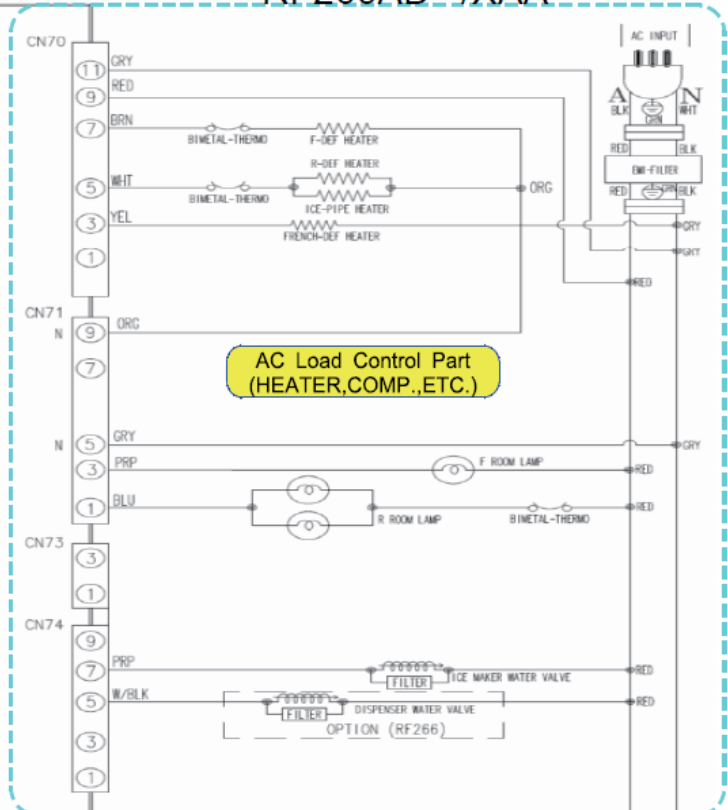 AC INPUT
CN70
11 GRY
9 RED
A N
BLK GRN WHT
7 BRN
BIMETAL-THERMO F-DEF HEATER
RED BLK
R-DEF HEATER
EMI-FILTER
5 WHT
ORG
RED GRN BLK
BIMETAL-THERMO
ICE-PIPE HEATER
3 YEL
GRY
FRENCH-DEF HEATER
1
GRY
RED
CN71
N 9 ORG
7
AC Load Control Part
(HEATER,COMP.,ETC.)
N 5 GRY
GRY
3 PRP
F ROOM LAMP
RED
1 BLU
RED
R ROOM LAMP
BIMETAL-THERMO
CN73
3
1
CN74
9
7 PRP
RED
FILTER ICE MAKER WATER VALVE
5 W/BLK
RED
FILTER DISPENSER WATER VALVE
OPTION (RF266)
3
1